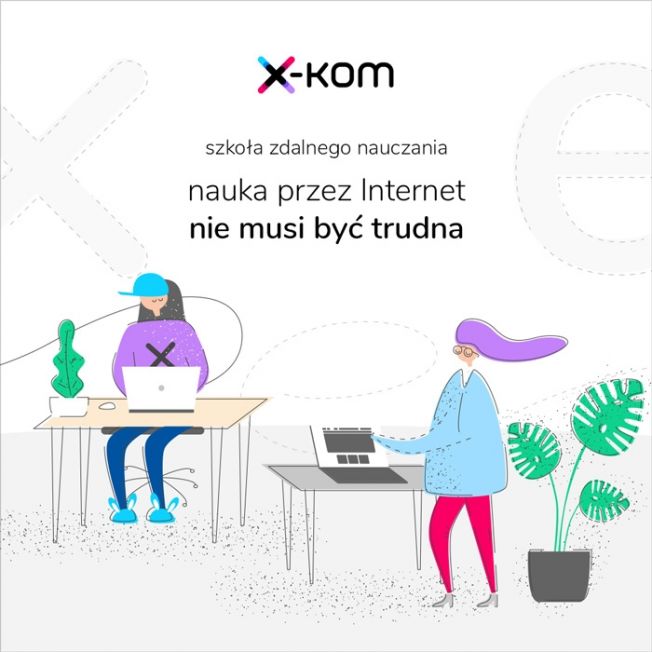 x-kom
szkoła zdalnego nauczania
nauka przez Internet
nie musi być trudna